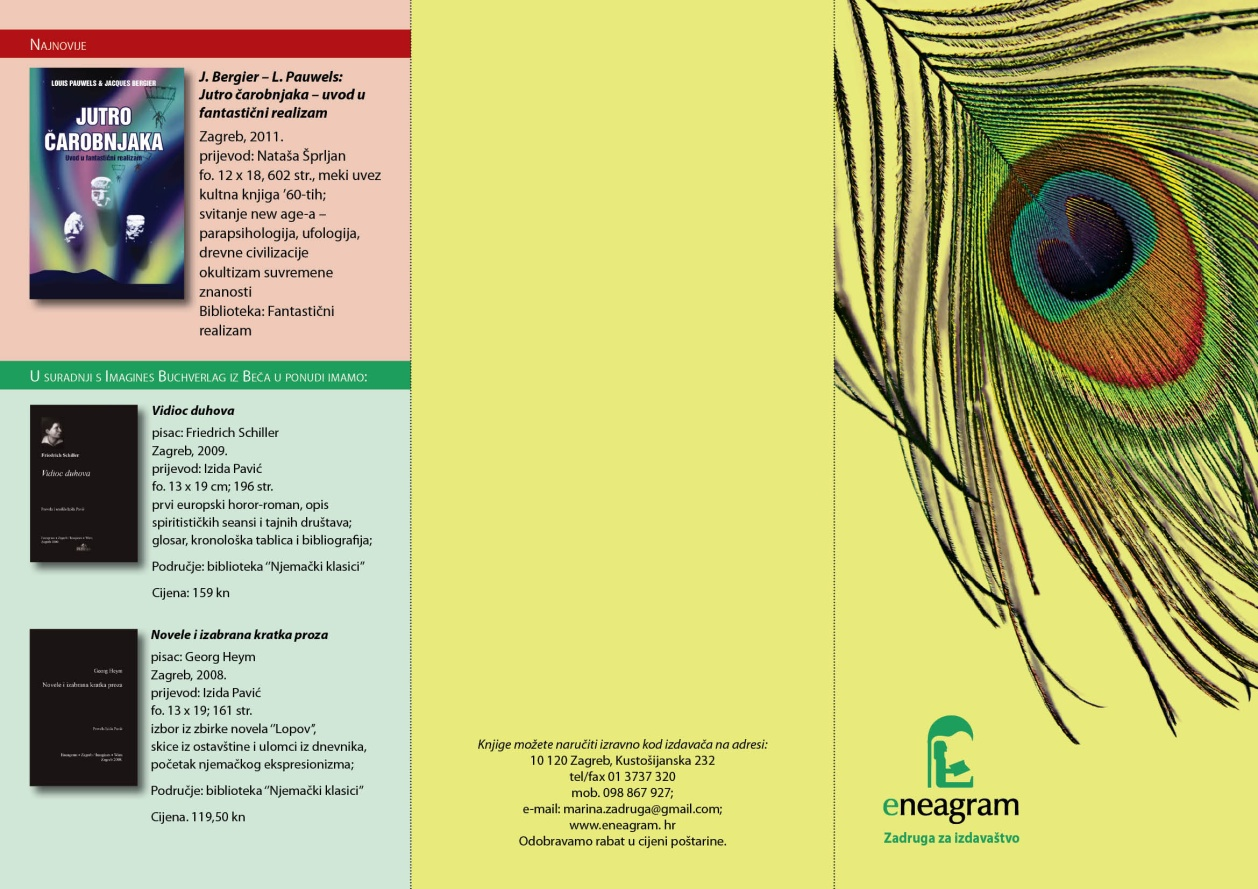 Najnovije
LOUIS PAUWELS & JACQUES BERGIER
JUTRO
ČAROBNJAKA
Uvod u fantastični realizam
J. Bergier – L. Pauwels:
Jutro čarobnjaka – uvod u
fantastični realizam
Zagreb, 2011.
prijevod: Nataša Šprljan
fo. 12 x 18, 602 str., meki uvez
kultna knjiga ’60-tih;
svitanje new age-a –
parapsihologija, ufologija,
drevne civilizacije
okultizam suvremene
znanosti
Biblioteka: Fantastični
realizam
U suradnji s Imagines Buchverlag iz Beča u ponudi imamo:
Friedrich Schiller
Vidioc duhova
Vidioc duhova
pisac: Friedrich Schiller
Zagreb, 2009.
prijevod: Izida Pavić
fo. 13 x 19 cm; 196 str.
prvi europski horor-roman, opis
spiritističkih seansi i tajnih društava;
glosar, kronološka tablica i bibliografija;
Područje: biblioteka “Njemački klasici”
Cijena: 159 kn
Georg Heym
Novele i izabrana kratka proza
Novele i izabrana kratka proza
pisac: Georg Heym
Zagreb, 2008.
prijevod: Izida Pavić
fo. 13 x 19; 161 str.
izbor iz zbirke novela “Lopov”,
skice iz ostavštine i ulomci iz dnevnika,
početak njemačkog ekspresionizma;
Područje: biblioteka “Njemački klasici”
Cijena. 119,50 kn
Knjige možete naručiti izravno kod izdavača na adresi:
10 120 Zagreb, Kustošijanska 232
tel/fax 01 3737 320
mob. 098 867 927;
e-mail: marina.zadruga@gmail.com;
www.eneagram. hr
Odobravamo rabat u cijeni poštarine.
eneagram
Zadruga za izdavaštvo